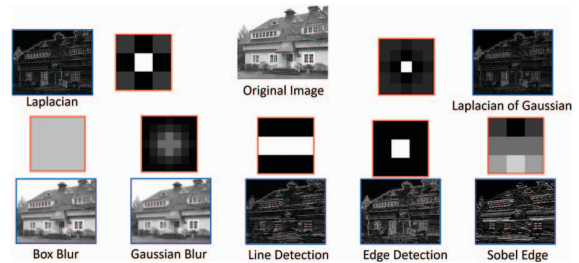 Laplacian
Original Image
Laplacian of Gaussian
Box Blur
Gaussian Blur
Line Detection
Edge Detection
Sobel Edge